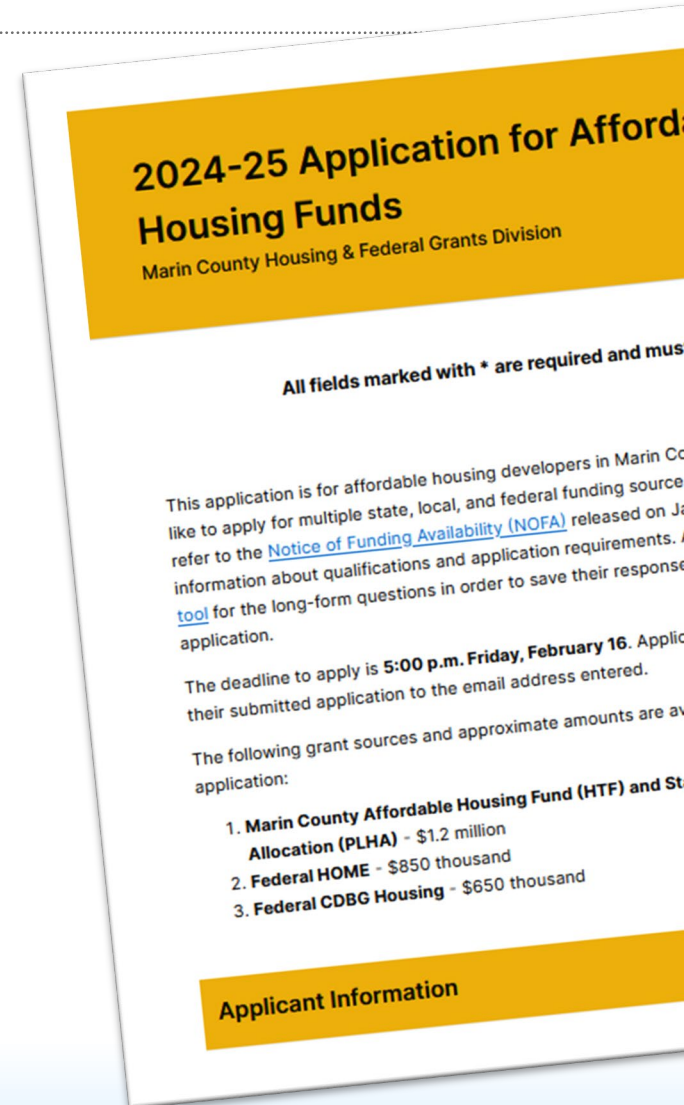 2024-25 Application for Afforda
Housing Funds
Marin County Housing & Federal Grants Division
All fields marked with * are required and mus
This application is for affordable housing developers in Marin Co
like to apply for multiple state, local, and federal funding source
refer to the Notice of Funding Availability (NOFA) released on Ja
information about qualifications and application requirements. A
tool for the long-form questions in order to save their response
application.
The deadline to apply is 5:00 p.m. Friday, February 16. Applic
their submitted application to the email address entered.
The following grant sources and approximate amounts are av
application:
1. Marin County Affordable Housing Fund (HTF) and Sta
Allocation (PLHA) - $1.2 million
2. Federal HOME - $850 thousand
3. Federal CDBG Housing - $650 thousand
Applicant Information